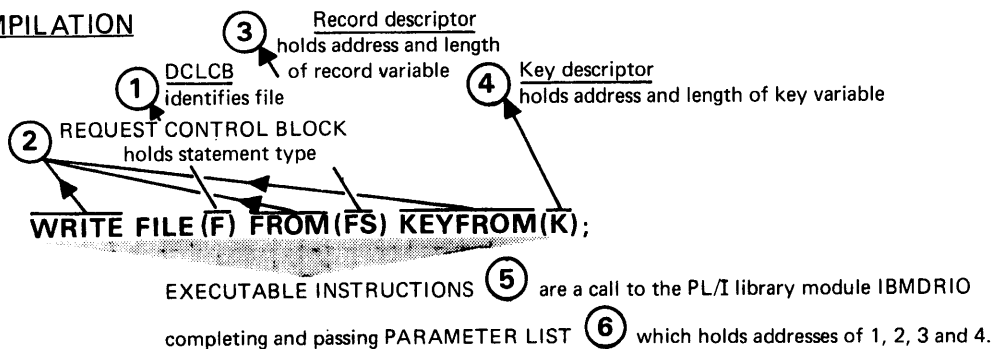 MPILATION
3 Record descriptor
holds address and length
of record variable
1 DCLCB
identifies file
4 Key descriptor
holds address and length of key variable
2 REQUEST CONTROL BLOCK
holds statement type
WRITE FILE (F) FROM (FS) KEYFROM (K);
EXECUTABLE INSTRUCTIONS 5 are a call to the PL/I library module IBMDRIO
completing and passing PARAMETER LIST 6 which holds addresses of 1, 2, 3 and 4.